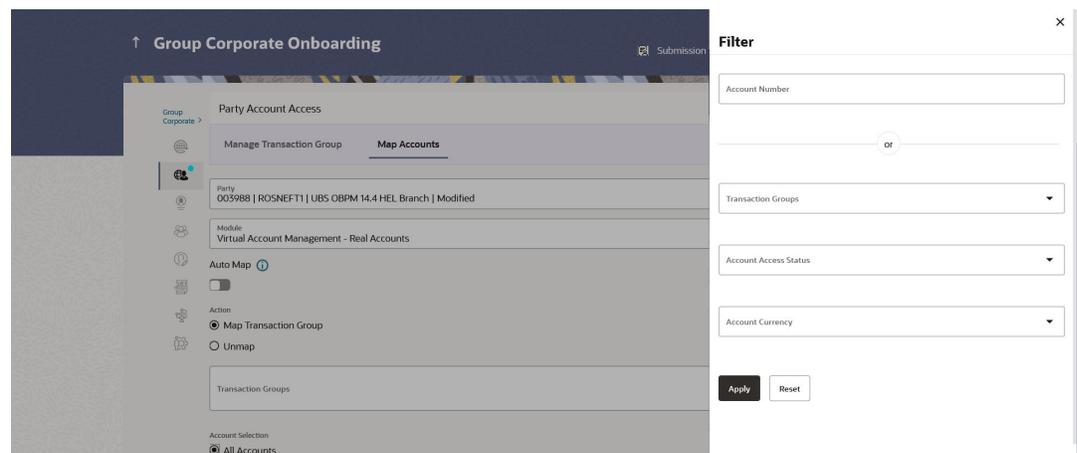 Group Corporate Onboarding
Submission
Group
Corporate >
Party Account Access
Manage Transaction Group
Map Accounts
Party
003988 | ROSNEFT1 | UBS OBPM 14.4 HEL Branch | Modified
Module
Virtual Account Management - Real Accounts
Auto Map
Action
Map Transaction Group
Unmap
Transaction Groups
Account Selection
All Accounts
Filter
Account Number
or
Transaction Groups
Account Access Status
Account Currency
Apply
Reset